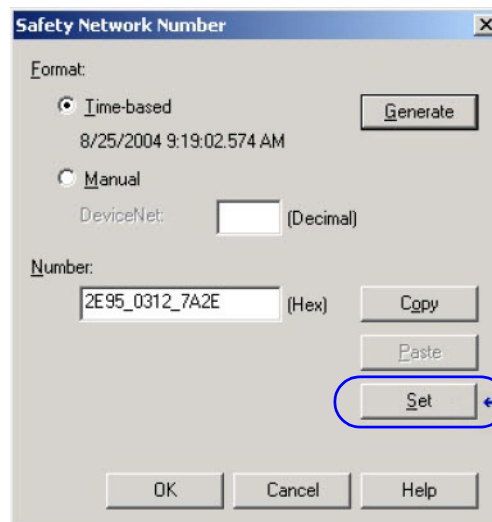 Safety Network Number
Format:
Time-based
Generate
8/25/2004 9:19:02.574 AM
Manual
DeviceNet: (Decimal)
Number:
2E95_0312_7A2E (Hex) Copy
Paste
Set
OK Cancel Help